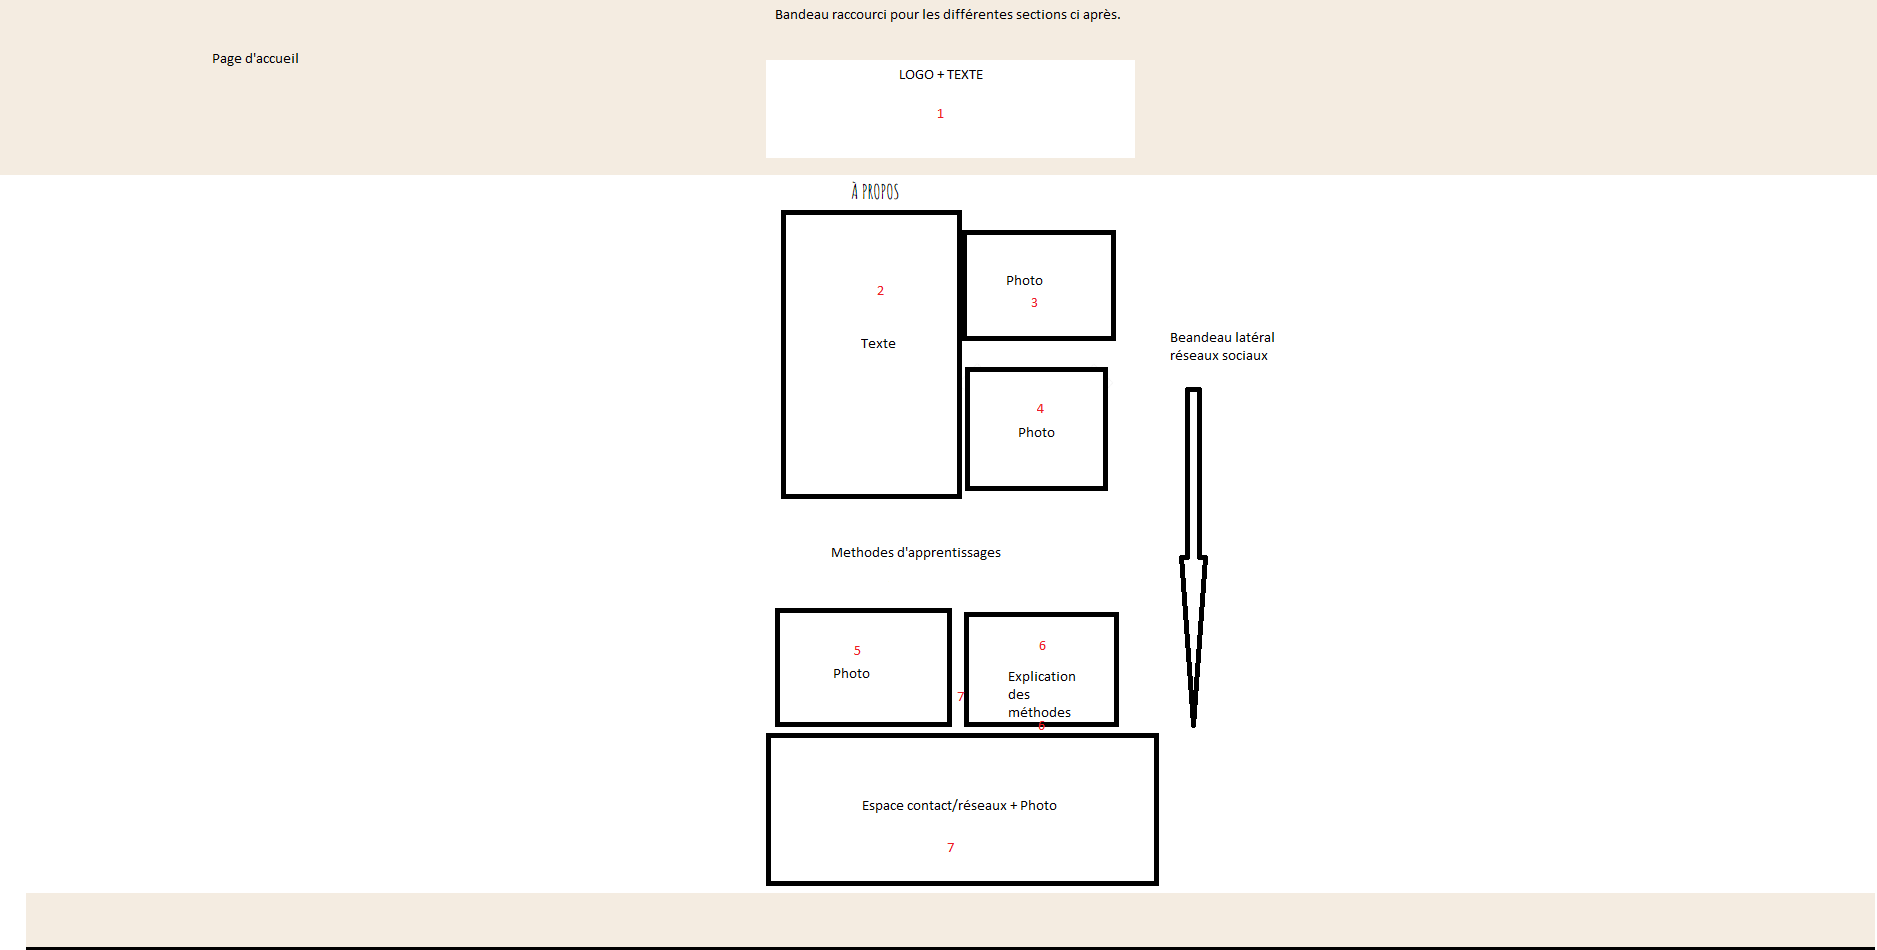 Bandeau raccourci pour les différentes sections ci après.
Page d'accueil
LOGO + TEXTE
1
À PROPOS
2
Texte
Photo
3
4
Photo
Beandeau latéral
réseaux sociaux
Methodes d'apprentissages
5
Photo
6
Explication
des
méthodes
7
6
Espace contact/réseaux + Photo
7